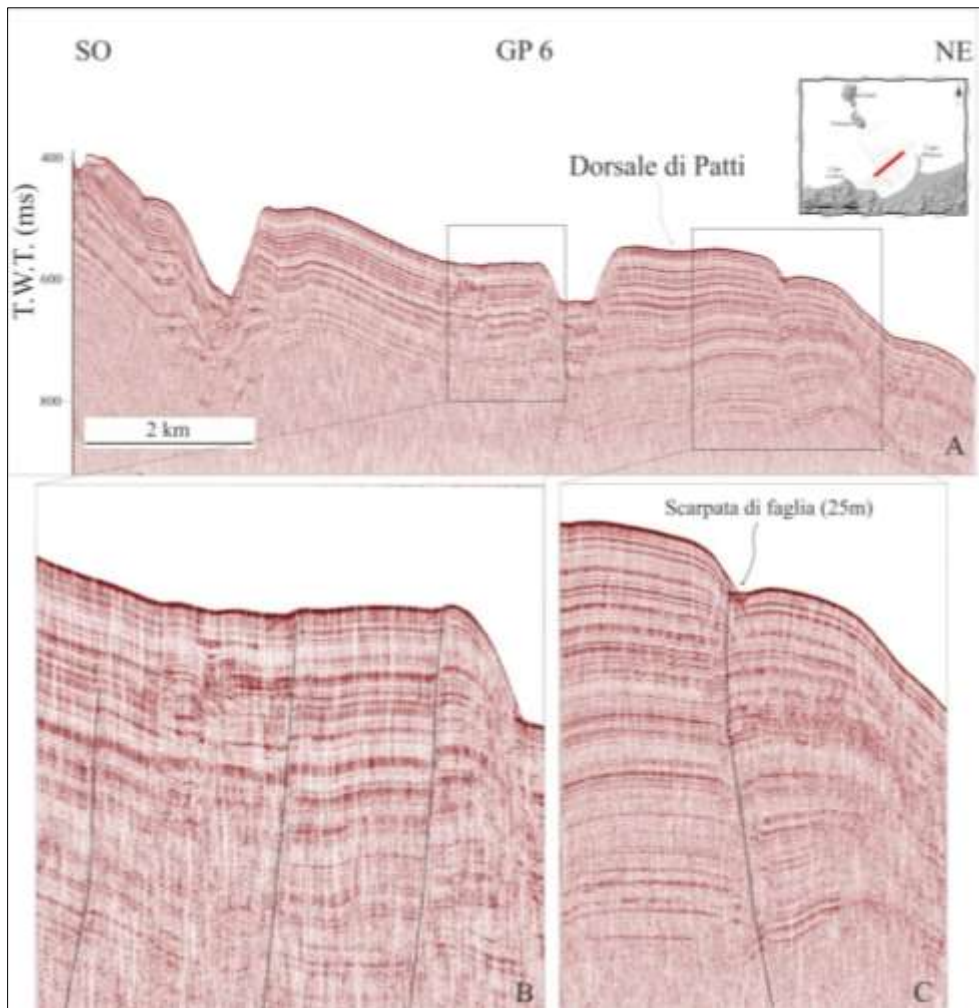 SO
GP 6
NE
T.W.T. (ms)
400
600
800
Dorsale di Patti
2 km
A
Scarpata di faglia (25m)
B
C